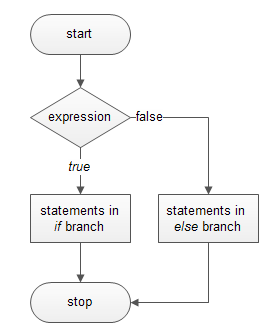 start
expression
false
true
statements in
if branch
statements in
else branch
stop